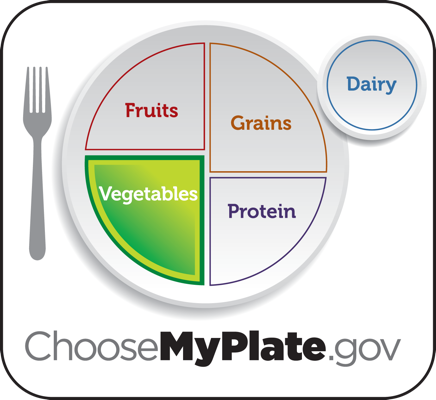 Fruits
Grains
Dairy
Vegetables
Protein
ChooseMyPlate.gov